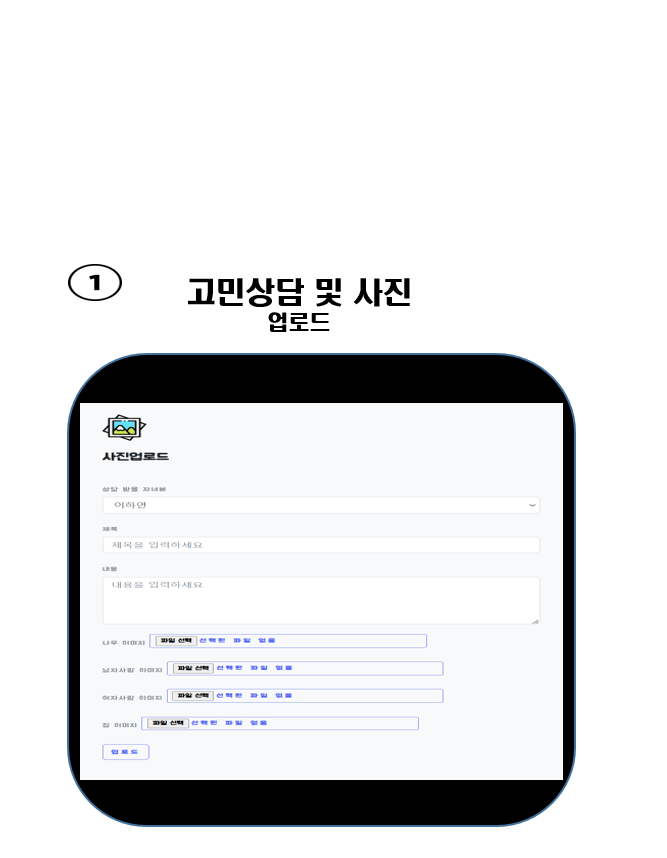 1
고민상담 및 사진
업로드
사진업로드
상담 받을 자녀분
이하연
제목
제목을 입력하세요
내용
내용을 입력하세요
나무 이미지 파일 선택 선택된 파일 없음
남자사람 이미지 파일 선택 선택된 파일 없음
여자사람 이미지 파일 선택 선택된 파일 없음
집 이미지 파일 선택 선택된 파일 없음
업로드